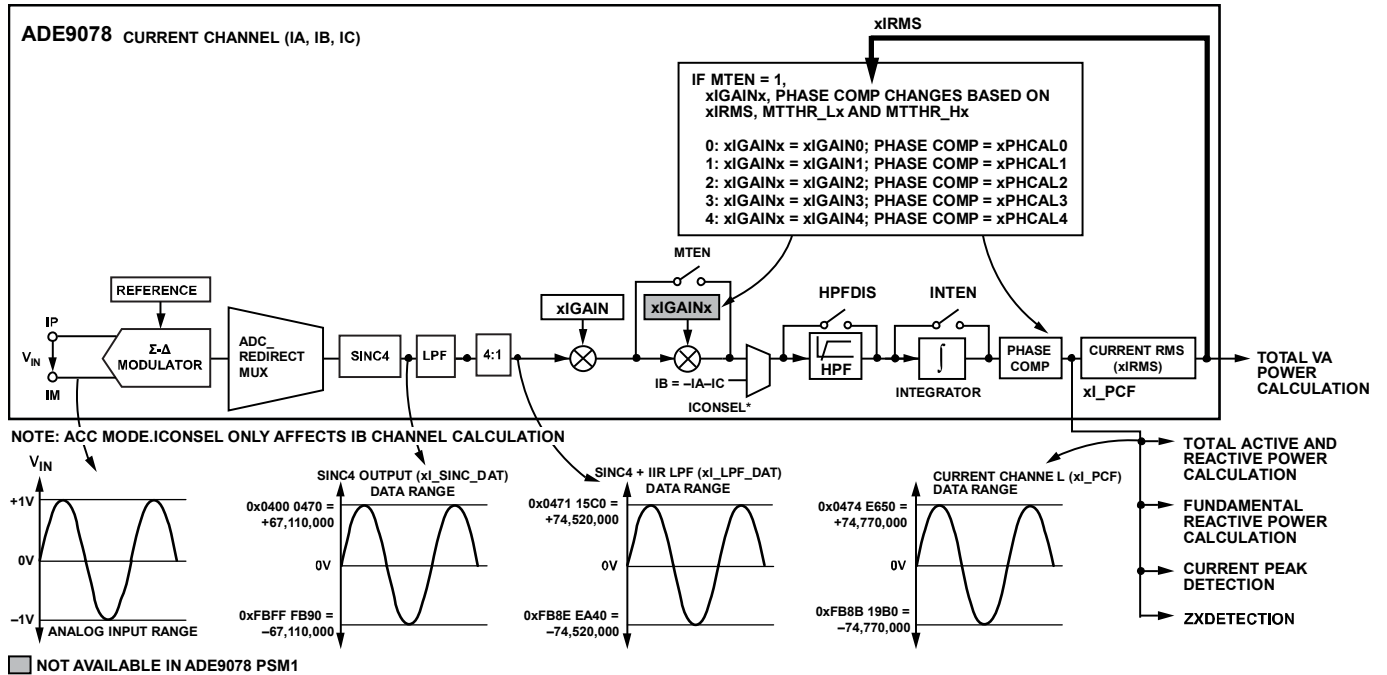 ADE9078 CURRENT CHANNEL (IA, IB, IC)
xIRMS
IF MTEN = 1,
xIGAINx, PHASE COMP CHANGES BASED ON
xIRMS, MTTHR_Lx AND MTTHR_Hx
0: xIGAINx = xIGAIN0; PHASE COMP = xPHCAL0
1: xIGAINx = xIGAIN1; PHASE COMP = xPHCAL1
2: xIGAINx = xIGAIN2; PHASE COMP = xPHCAL2
3: xIGAINx = xIGAIN3; PHASE COMP = xPHCAL3
4: xIGAINx = xIGAIN4; PHASE COMP = xPHCAL4
MTEN
REFERENCE
xIGAIN
xIGAINx
HPFDIS
INTEN
IP
VIN
IM
Σ-Δ
MODULATOR
ADC_
REDIRECT
MUX
SINC4
LPF
4:1
IB = –IA–IC
ICONSEL*
HPF
∫
INTEGRATOR
PHASE
COMP
CURRENT RMS
(xIRMS)
xI_PCF
TOTAL VA
POWER
CALCULATION
NOTE: ACC MODE.ICONSEL ONLY AFFECTS IB CHANNEL CALCULATION
VIN
+1V
0V
–1V
ANALOG INPUT RANGE
SINC4 OUTPUT (xI_SINC_DAT)
DATA RANGE
0x0400 0470 =
+67,110,000
0V
0xFBFF FB90 =
–67,110,000
SINC4 + IIR LPF (xI_LPF_DAT)
DATA RANGE
0x0471 15C0 =
+74,520,000
0V
0xFB8E EA40 =
–74,520,000
CURRENT CHANNE L (xI_PCF)
DATA RANGE
0x0474 E650 =
+74,770,000
0V
0xFB8B 19B0 =
–74,770,000
TOTAL ACTIVE AND
REACTIVE POWER
CALCULATION
FUNDAMENTAL
REACTIVE POWER
CALCULATION
CURRENT PEAK
DETECTION
ZXDETECTION
NOT AVAILABLE IN ADE9078 PSM1